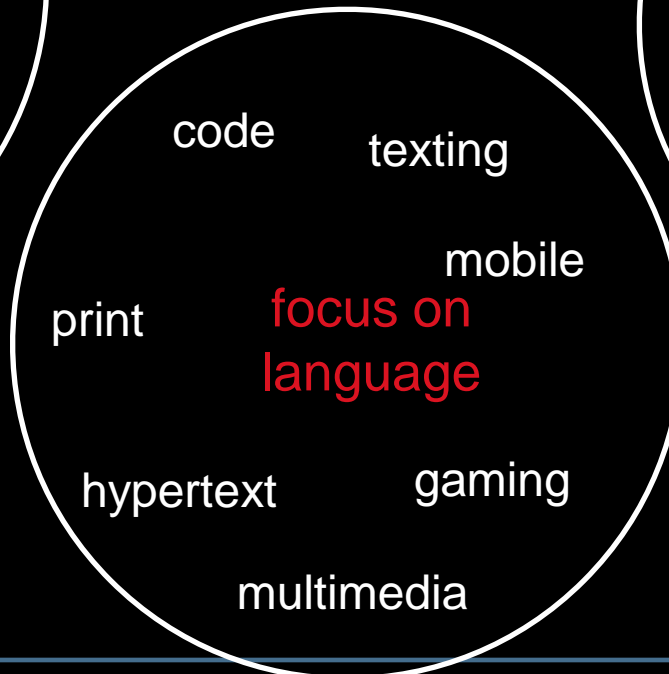 code
texting
mobile
print
focus on
language
hypertext
gaming
multimedia